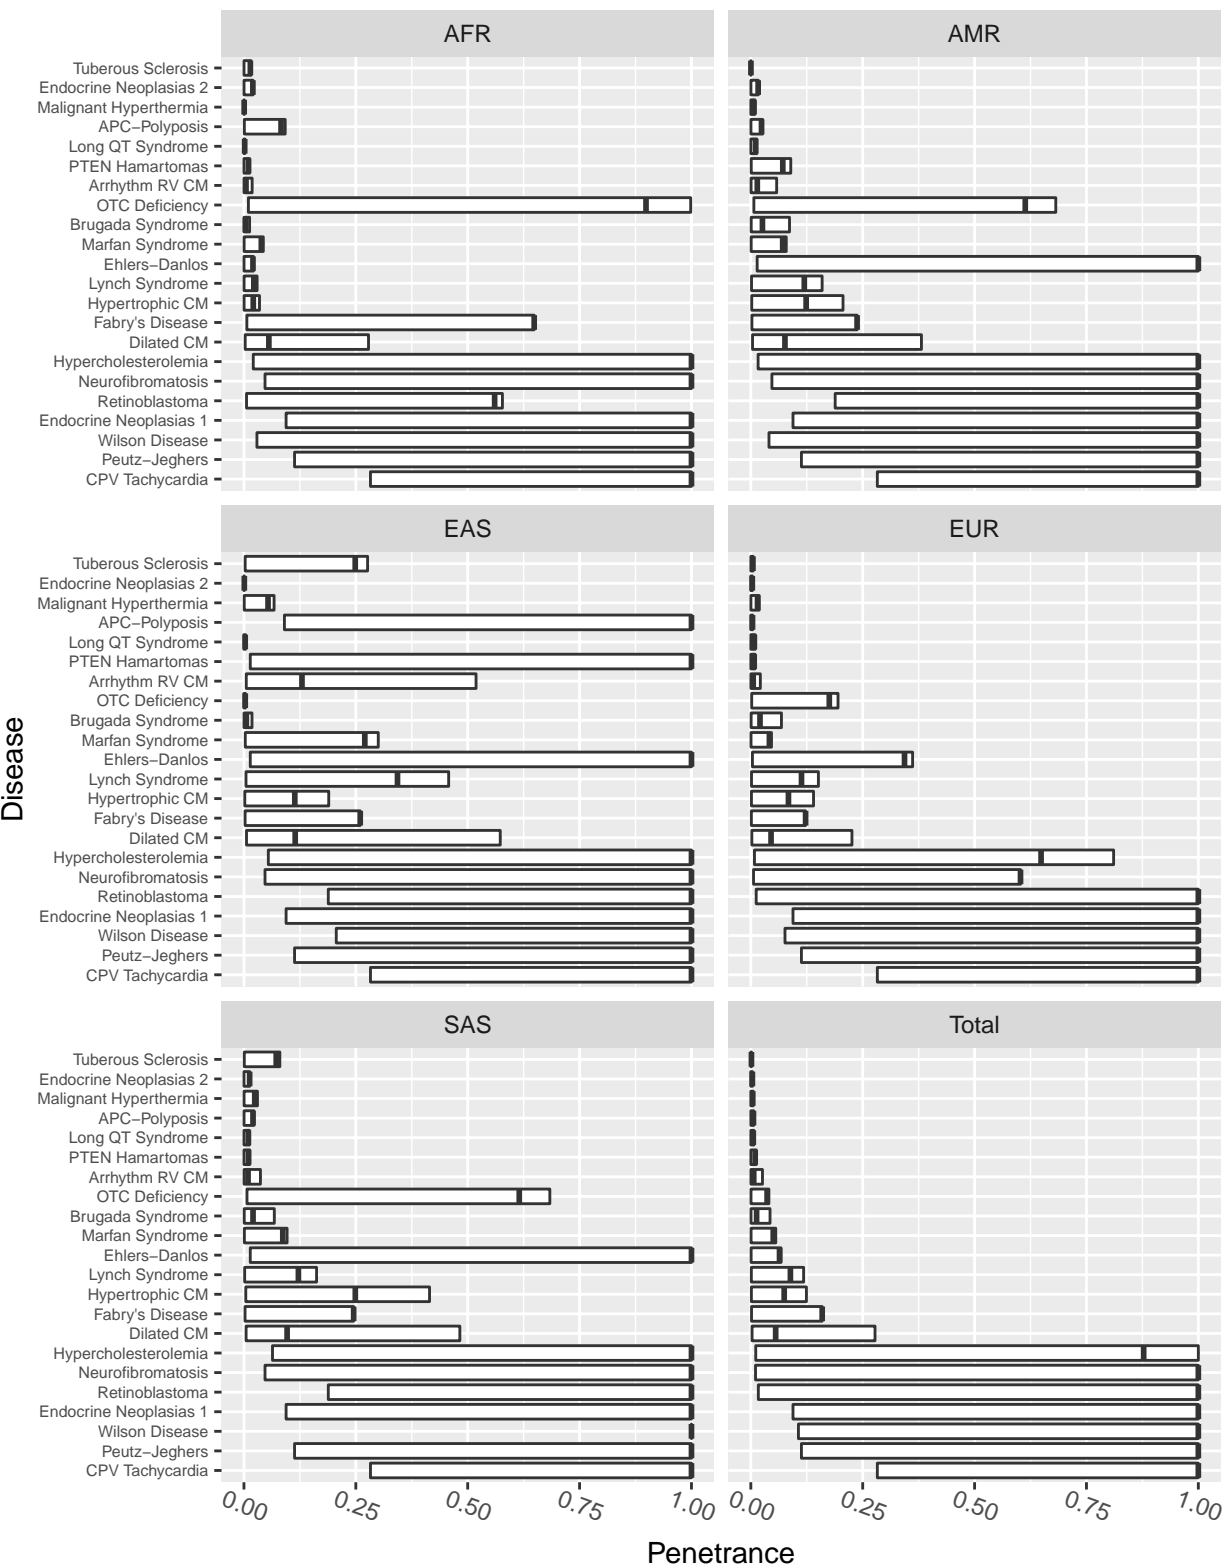 AFR
AMR
Tuberous Sclerosis
Endocrine Neoplasias 2
Malignant Hyperthermia
APC−Polyposis
Long QT Syndrome
PTEN Hamartomas
Arrhythm RV CM
OTC Deficiency
Brugada Syndrome
Marfan Syndrome
Ehlers−Danlos
Lynch Syndrome
Hypertrophic CM
Fabry's Disease
Dilated CM
Hypercholesterolemia
Neurofibromatosis
Retinoblastoma
Endocrine Neoplasias 1
Wilson Disease
Peutz−Jeghers
CPV Tachycardia
EAS
EUR
Tuberous Sclerosis
Endocrine Neoplasias 2
Malignant Hyperthermia
APC−Polyposis
Long QT Syndrome
PTEN Hamartomas
Arrhythm RV CM
OTC Deficiency
Brugada Syndrome
Marfan Syndrome
Ehlers−Danlos
Lynch Syndrome
Hypertrophic CM
Fabry's Disease
Dilated CM
Hypercholesterolemia
Neurofibromatosis
Retinoblastoma
Endocrine Neoplasias 1
Wilson Disease
Peutz−Jeghers
CPV Tachycardia
Disease
SAS
Total
Tuberous Sclerosis
Endocrine Neoplasias 2
Malignant Hyperthermia
APC−Polyposis
Long QT Syndrome
PTEN Hamartomas
Arrhythm RV CM
OTC Deficiency
Brugada Syndrome
Marfan Syndrome
Ehlers−Danlos
Lynch Syndrome
Hypertrophic CM
Fabry's Disease
Dilated CM
Hypercholesterolemia
Neurofibromatosis
Retinoblastoma
Endocrine Neoplasias 1
Wilson Disease
Peutz−Jeghers
CPV Tachycardia
0.00 0.25 0.50 0.75 1.00 0.00 0.25 0.50 0.75 1.00
Penetrance